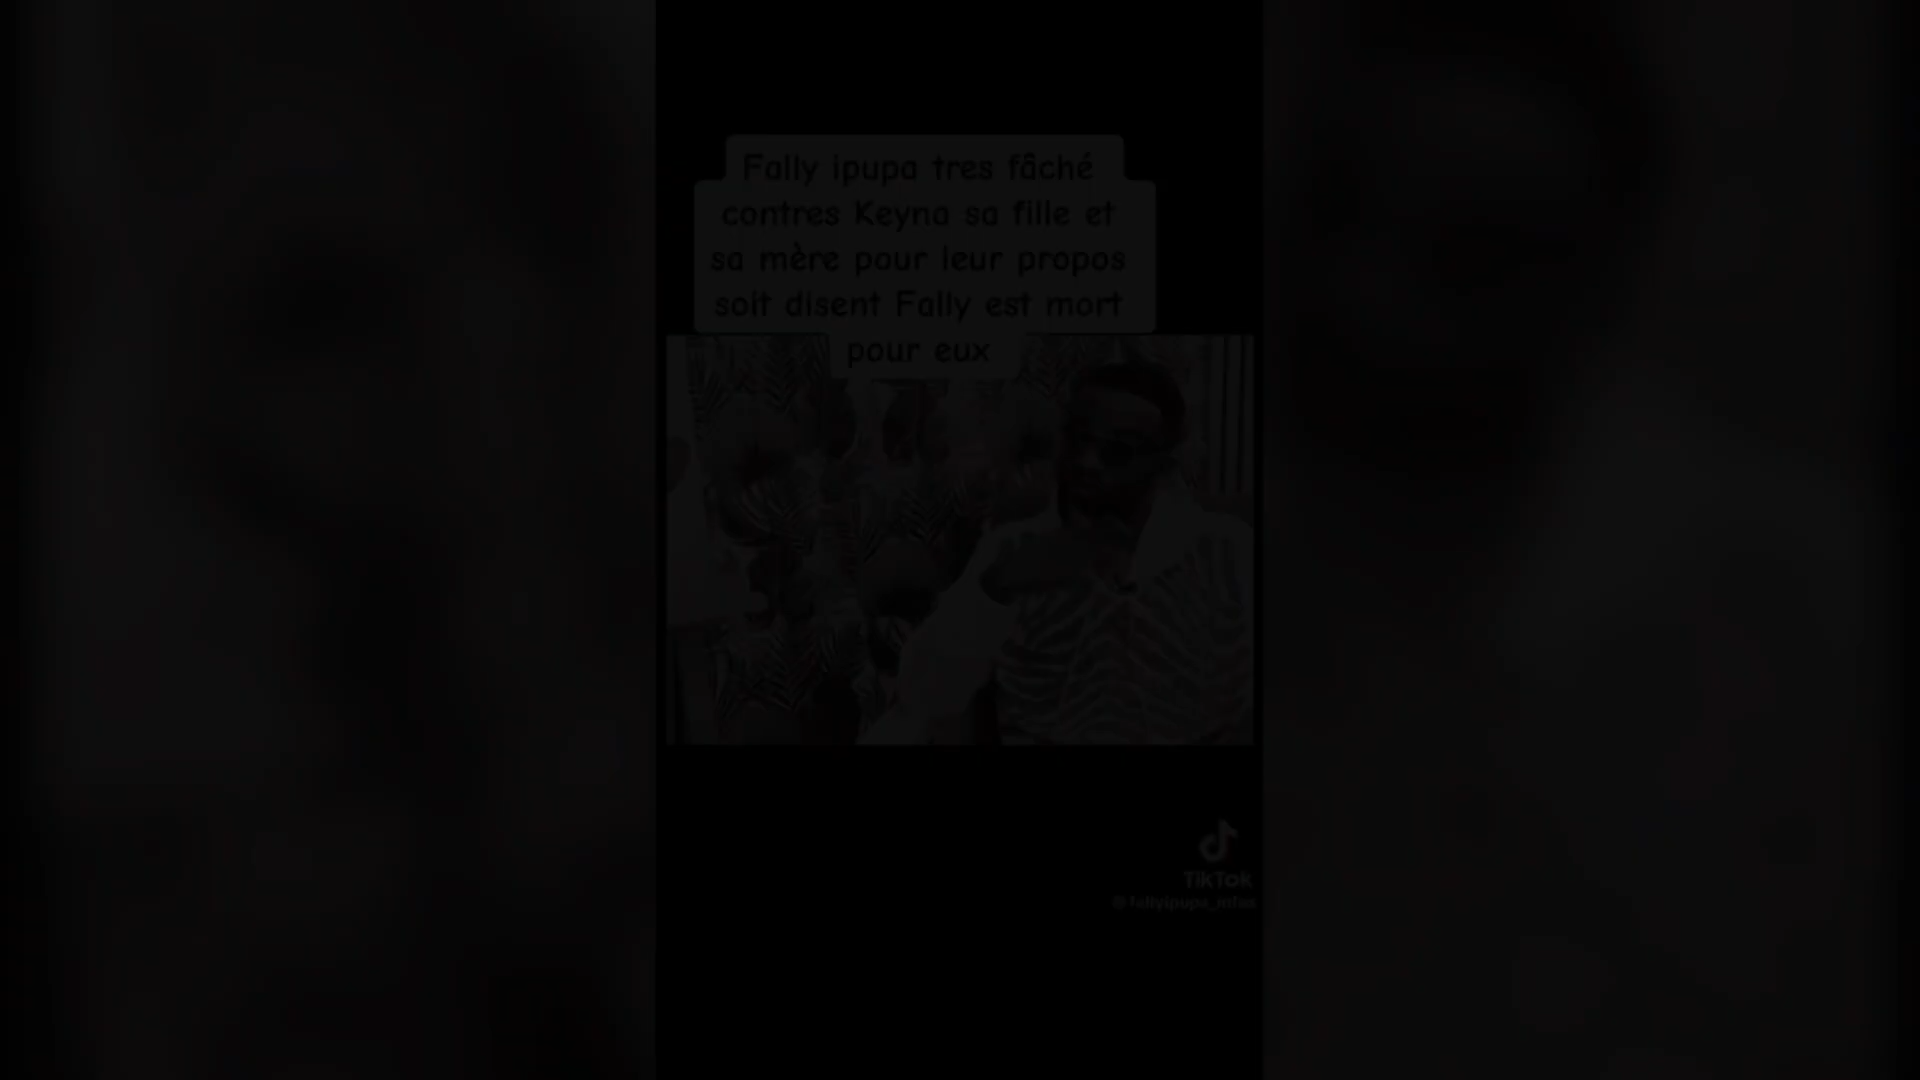 Fally ipupa tres fâché
contres Keyna sa fille et
sa mère pour leur propos
soit disent Fally est mort
pour eux
TikTok
@fallyipupa_mfas